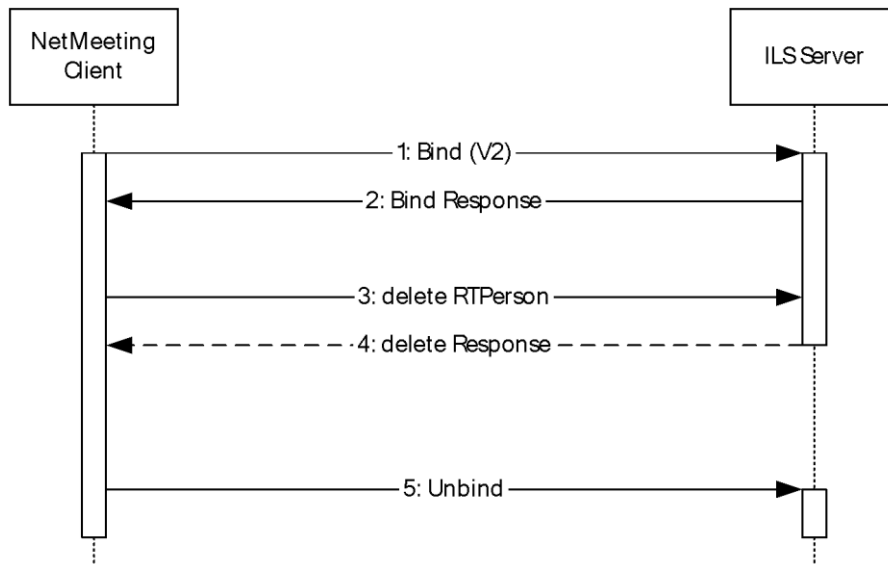 NetMeeting
Client
ILS Server
1: Bind (V2)
2: Bind Response
3: delete RTPerson
4: delete Response
5: Unbind